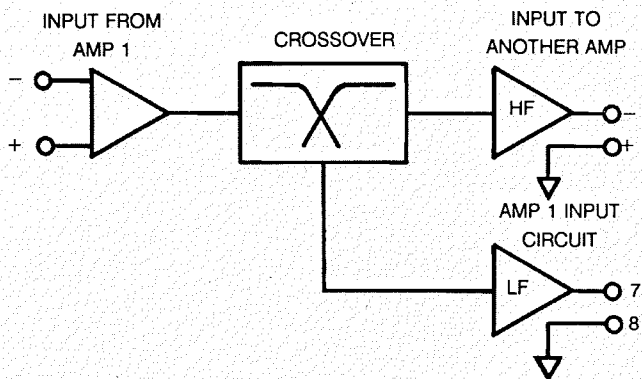 INPUT FROM
AMP 1
CROSSOVER
INPUT TO
ANOTHER AMP
−
+
HF
−
+
AMP 1 INPUT
CIRCUIT
LF
7
8